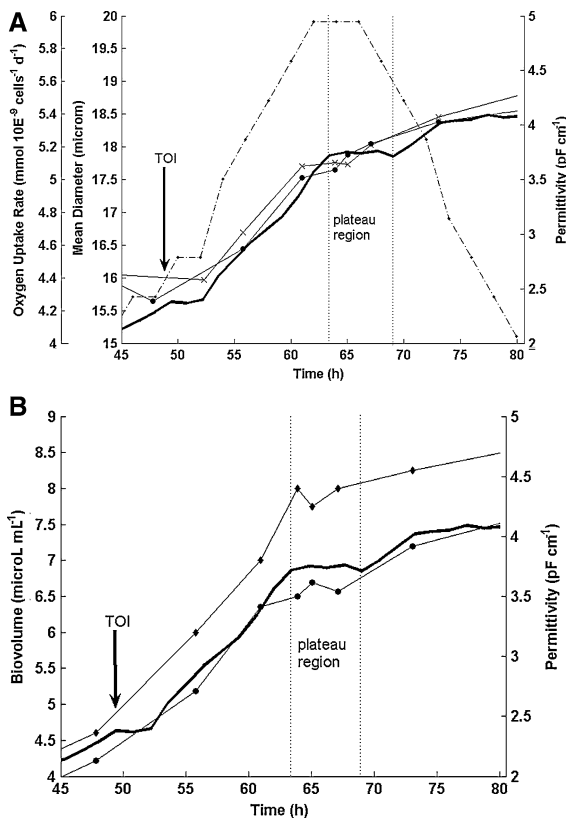 A
Oxygen Uptake Rate (mmol 10E⁻⁹ cells⁻¹ d⁻¹)
6
5.8
5.6
5.4
5.2
5
4.8
4.6
4.4
4.2
4
Mean Diameter (microm)
20
19.5
19
18.5
18
17.5
17
16.5
16
15.5
15
TOI
plateau
region
5
4.5
4
3.5
3
2.5
2
Permittivity (pF cm⁻¹)
45 50 55 60 65 70 75 80
Time (h)
B
Biovolume (microL mL⁻¹)
9
8.5
8
7.5
7
6.5
6
5.5
5
4.5
4
TOI
plateau
region
5
4.5
4
3.5
3
2.5
2
Permittivity (pF cm⁻¹)
45 50 55 60 65 70 75 80
Time (h)